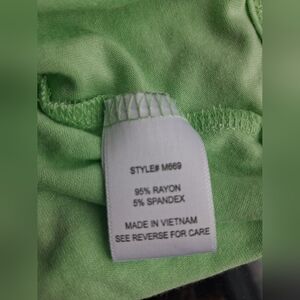 STYLE# M669
95% RAYON
5% SPANDEX
MADE IN VIETNAM
SEE REVERSE FOR CARE